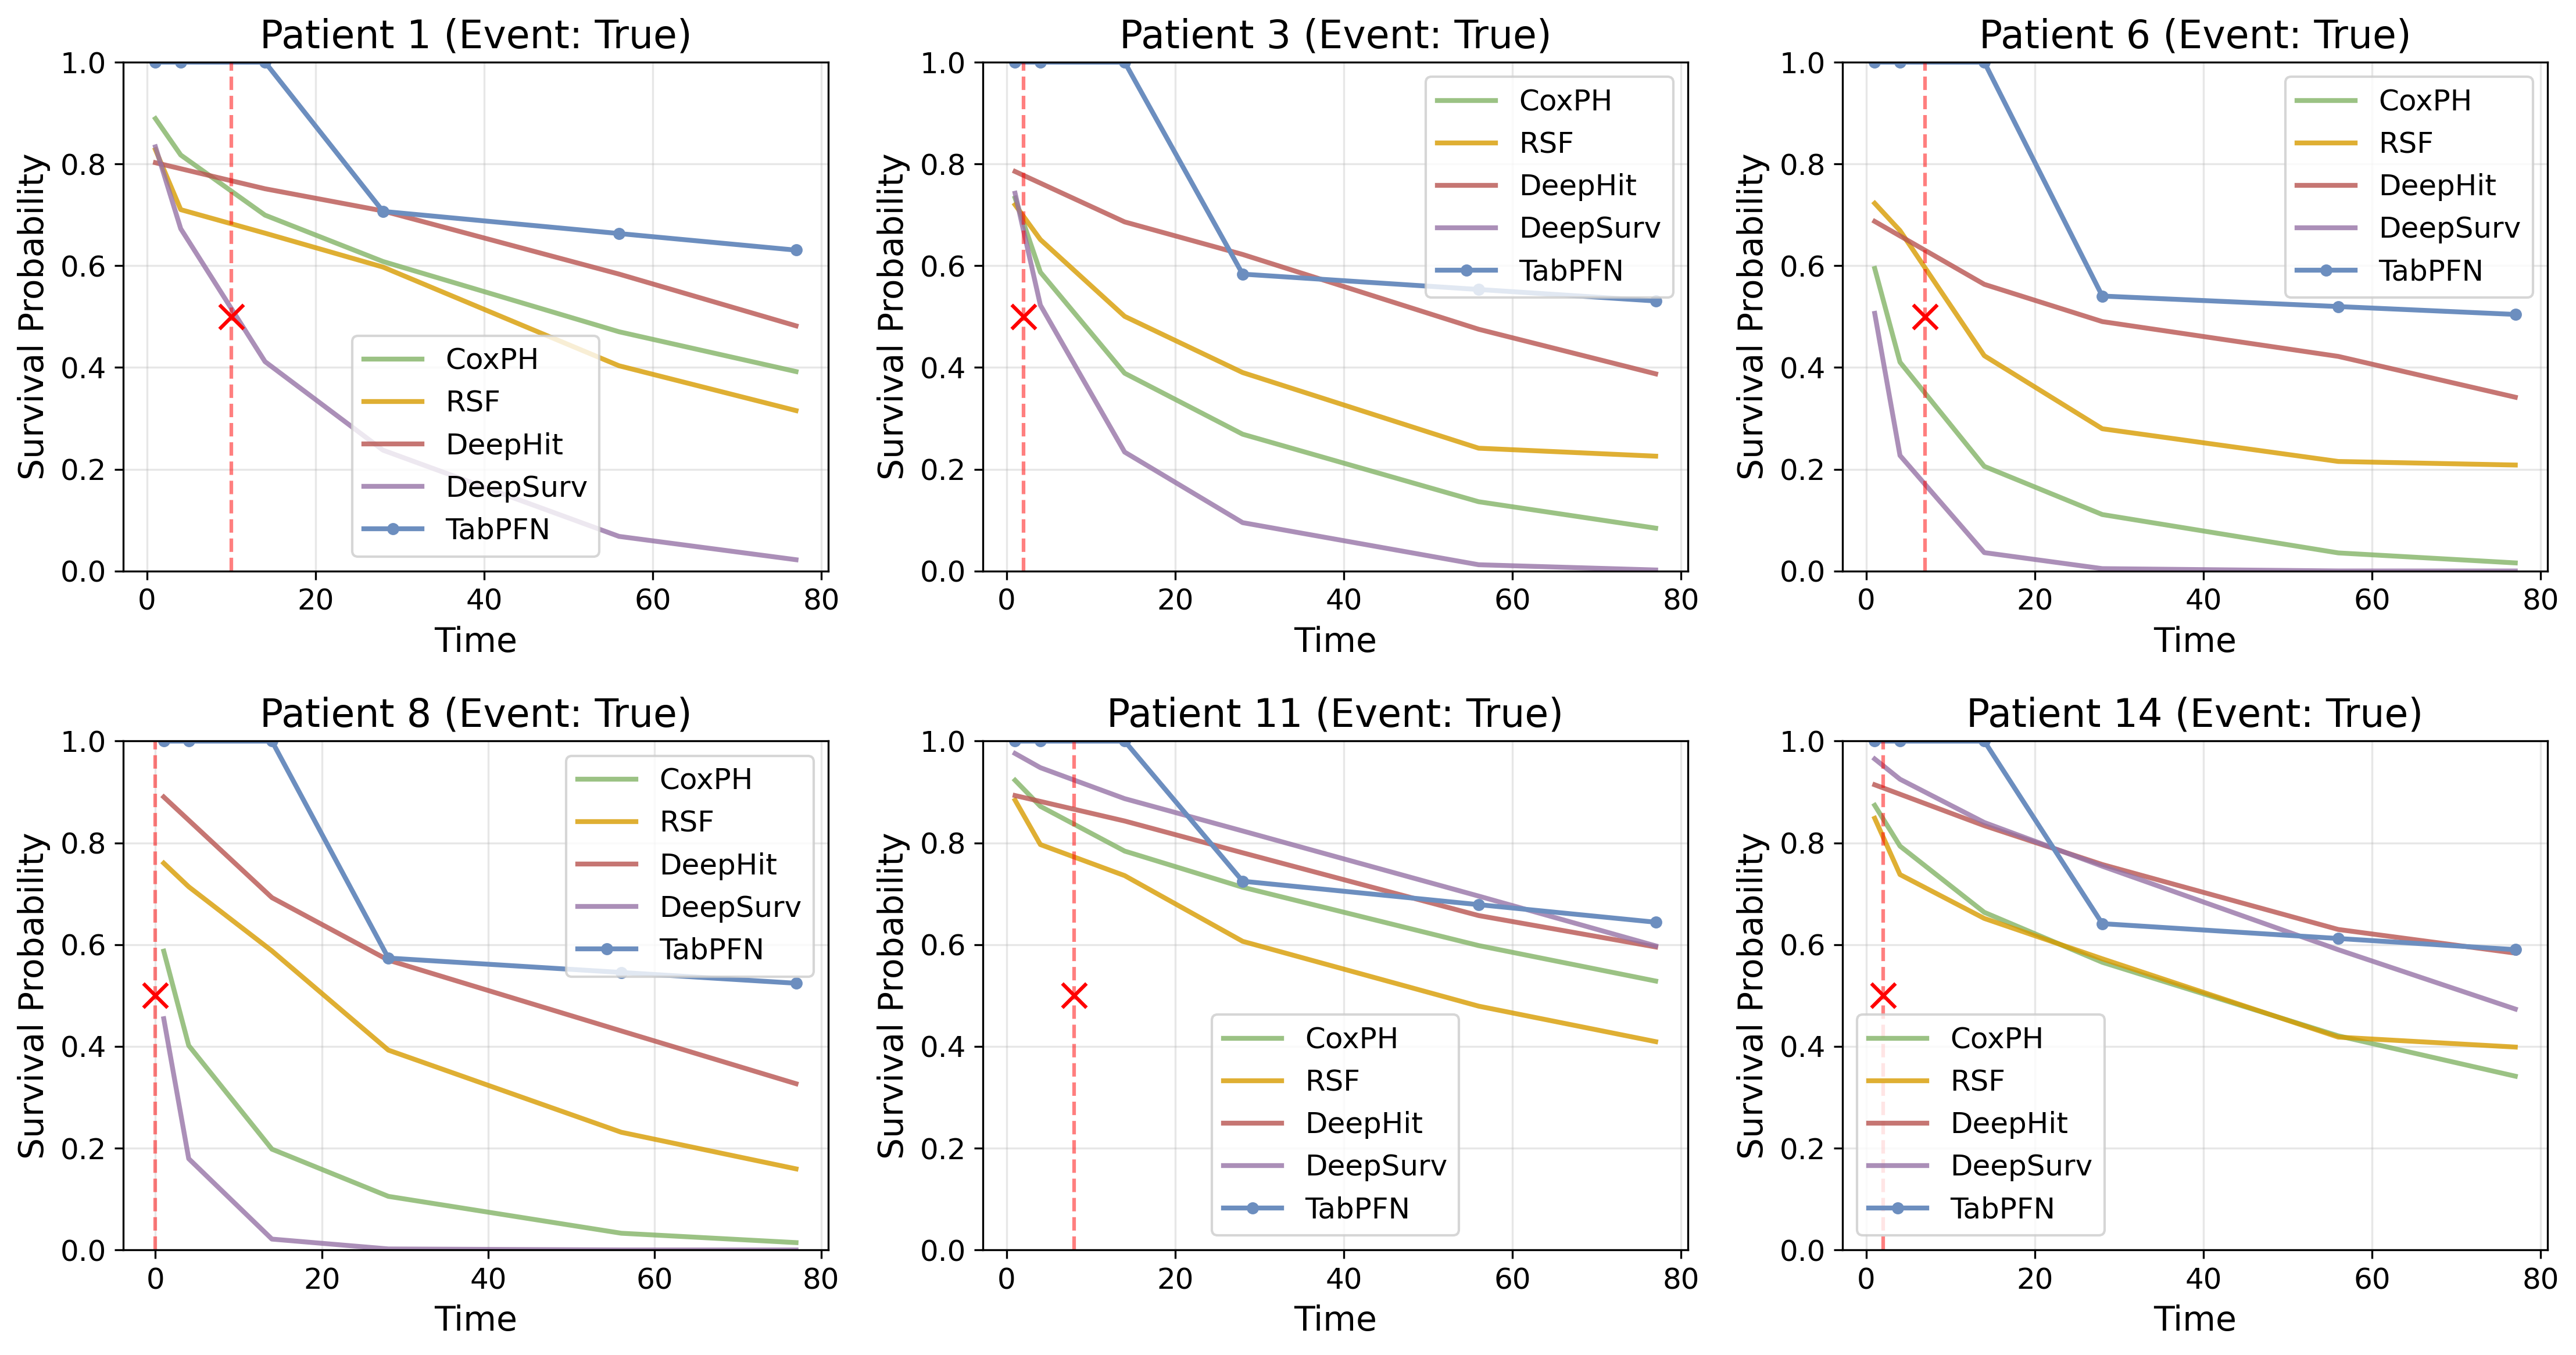 Patient 1 (Event: True)
Survival Probability
1.0
0.8
0.6
0.4
0.2
0.0
CoxPH
RSF
DeepHit
DeepSurv
TabPFN
0 20 40 60 80
Time
Patient 3 (Event: True)
Survival Probability
1.0
0.8
0.6
0.4
0.2
0.0
CoxPH
RSF
DeepHit
DeepSurv
TabPFN
0 20 40 60 80
Time
Patient 6 (Event: True)
Survival Probability
1.0
0.8
0.6
0.4
0.2
0.0
CoxPH
RSF
DeepHit
DeepSurv
TabPFN
0 20 40 60 80
Time
Patient 8 (Event: True)
Survival Probability
1.0
0.8
0.6
0.4
0.2
0.0
CoxPH
RSF
DeepHit
DeepSurv
TabPFN
0 20 40 60 80
Time
Patient 11 (Event: True)
Survival Probability
1.0
0.8
0.6
0.4
0.2
0.0
CoxPH
RSF
DeepHit
DeepSurv
TabPFN
0 20 40 60 80
Time
Patient 14 (Event: True)
Survival Probability
1.0
0.8
0.6
0.4
0.2
0.0
CoxPH
RSF
DeepHit
DeepSurv
TabPFN
0 20 40 60 80
Time